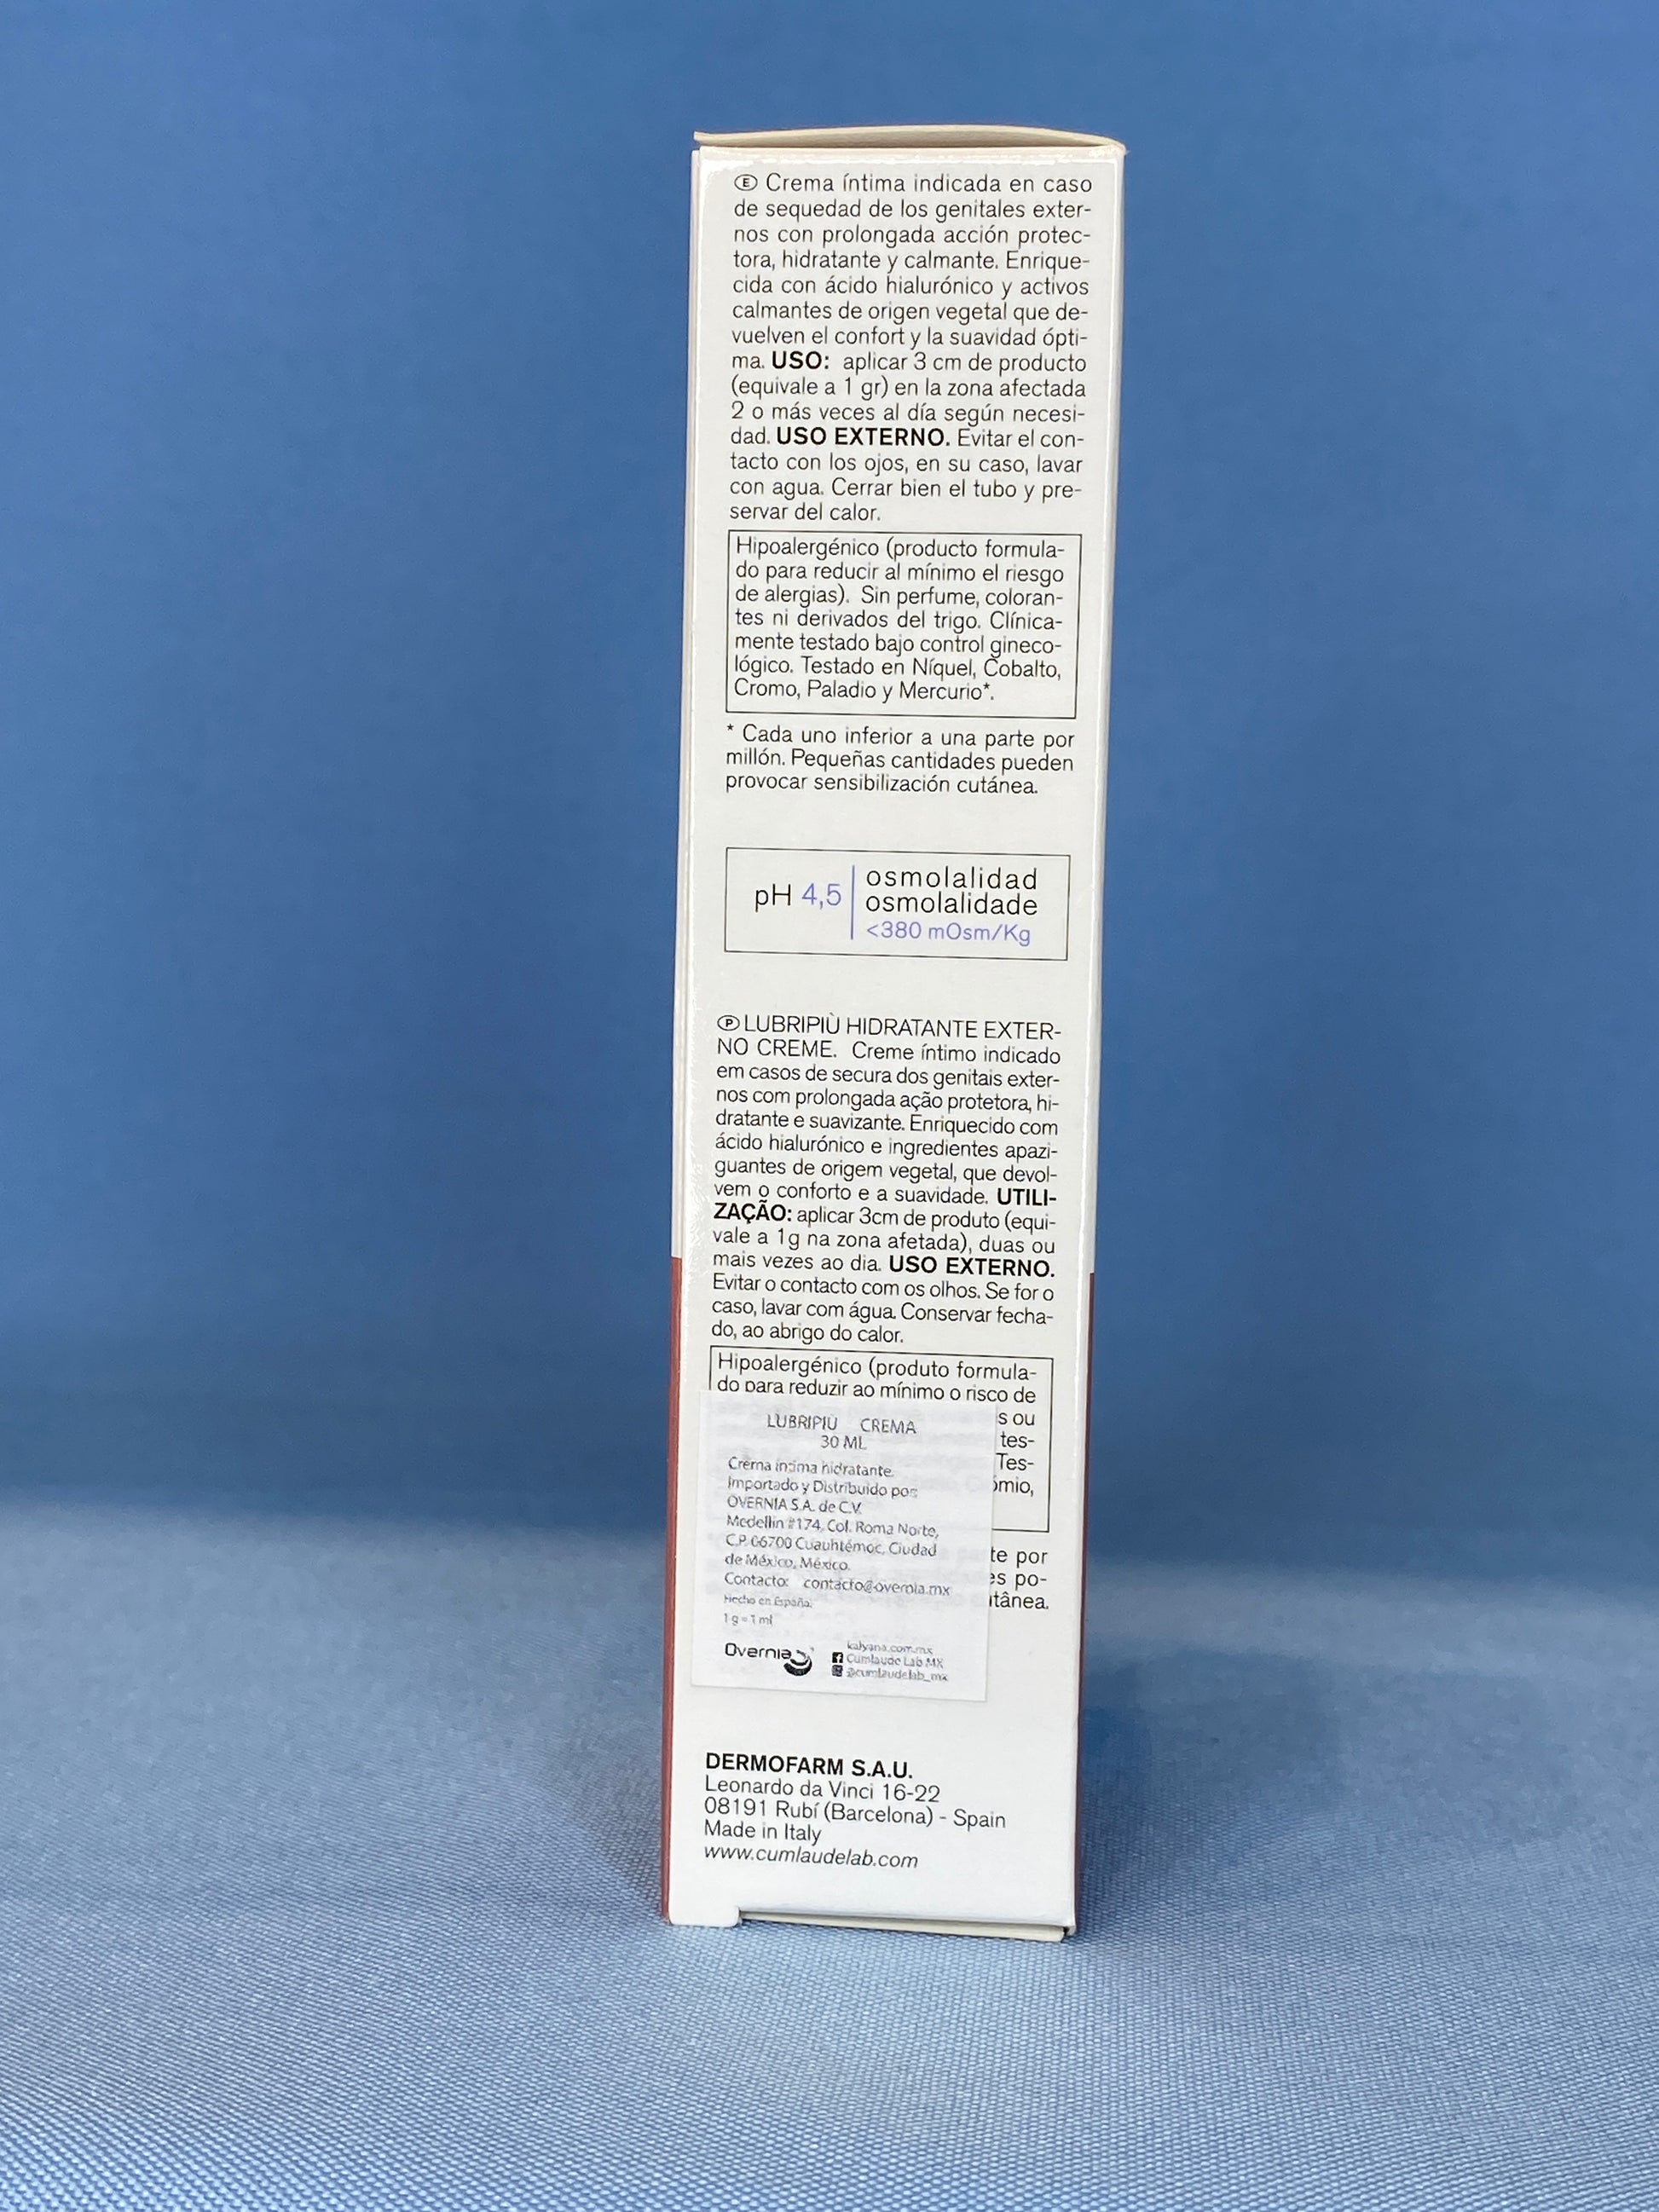 Ⓔ Crema íntima indicada en caso
de sequedad de los genitales exter-
nos con prolongada acción protec-
tora, hidratante y calmante. Enrique-
cida con ácido hialurónico y activos
calmantes de origen vegetal que de-
vuelven el confort y la suavidad ópti-
ma. USO: aplicar 3 cm de producto
(equivale a 1 gr) en la zona afectada
2 o más veces al día según necesi-
dad. USO EXTERNO. Evitar el con-
tacto con los ojos, en su caso, lavar
con agua. Cerrar bien el tubo y pre-
servar del calor.
Hipoalergénico (producto formula-
do para reducir al mínimo el riesgo
de alergias). Sin perfume, coloran-
tes ni derivados del trigo. Clínica-
mente testado bajo control gineco-
lógico. Testado en Níquel, Cobalto,
Cromo, Paladio y Mercurio*.
* Cada uno inferior a una parte por
millón. Pequeñas cantidades pueden
provocar sensibilización cutánea.
pH 4,5
osmolalidad
osmolalidade
<380 mOsm/Kg
Ⓟ LUBRIPIÙ HIDRATANTE EXTER-
NO CREME. Creme íntimo indicado
em casos de secura dos genitais exter-
nos com prolongada ação protetora, hi-
dratante e suavizante. Enriquecido com
ácido hialurónico e ingredientes apazi-
guantes de origem vegetal, que devol-
vem o conforto e a suavidade. UTILI-
ZAÇÃO: aplicar 3cm de produto (equi-
vale a 1g na zona afetada), duas ou
mais vezes ao dia. USO EXTERNO.
Evitar o contacto com os olhos. Se for o
caso, lavar com água. Conservar fecha-
do, ao abrigo do calor.
Hipoalergénico (produto formula-
do para reduzir ao mínimo o risco de
s ou
tes-
Tes-
ómio,
te por
es po-
itânea.
LUBRIPIÙ CREMA
30 ML
Crema íntima hidratante.
Importado y Distribuido por:
OVERNIA S.A. de C.V.
Medellin #174, Col. Roma Norte,
C.P. 06700 Cuauhtémoc, Ciudad
de México, México.
Contacto: contacto@overnia.mx
Hecho en España.
1 g = 1 ml
Overnia
kalyana.com.mx
Cumlaude Lab MX
@cumlaudelab_mx
DERMOFARM S.A.U.
Leonardo da Vinci 16-22
08191 Rubí (Barcelona) - Spain
Made in Italy
www.cumlaudelab.com